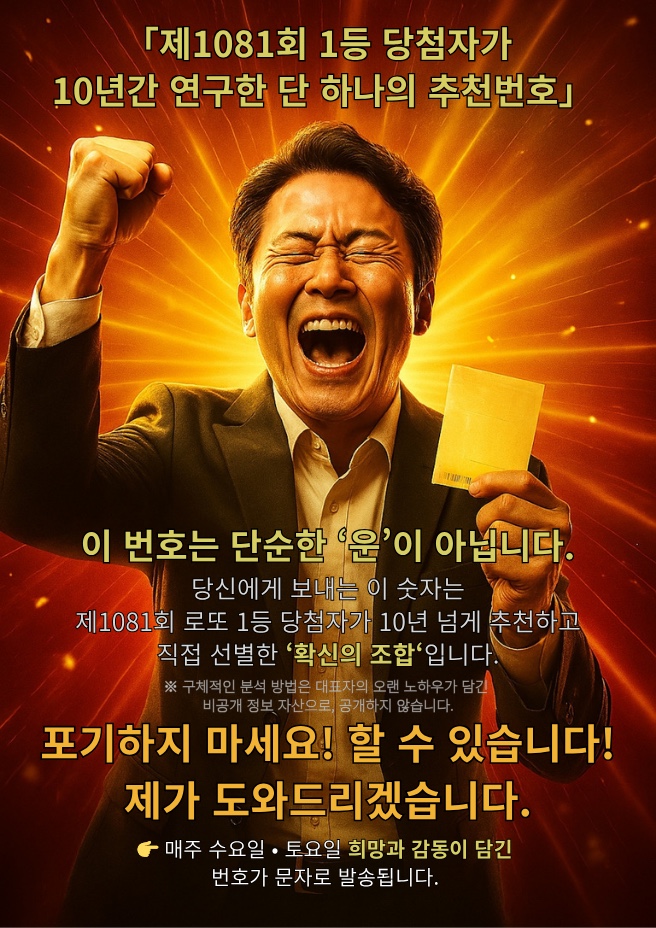 「제1081회 1등 당첨자가
10년간 연구한 단 하나의 추천번호」
이 번호는 단순한 ‘운’이 아닙니다.
당신에게 보내는 이 숫자는
제1081회 로또 1등 당첨자가 10년 넘게 추천하고
직접 선별한 ‘확신의 조합‘입니다.
※ 구체적인 분석 방법은 대표자의 오랜 노하우가 담긴
비공개 정보 자산으로, 공개하지 않습니다.
포기하지 마세요! 할 수 있습니다!
제가 도와드리겠습니다.
👉 매주 수요일 • 토요일 희망과 감동이 담긴
번호가 문자로 발송됩니다.